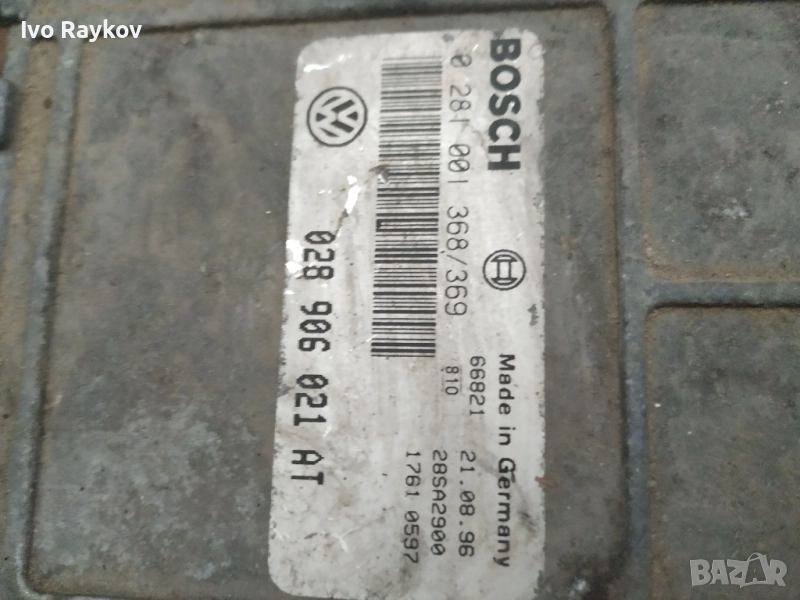 Ivo Raykov
BOSCH
0 281 001 368/369
Made in Germany
66821
810
21.08.96
28SA2900
1761 0597
028 906 021 AT
BAZAR